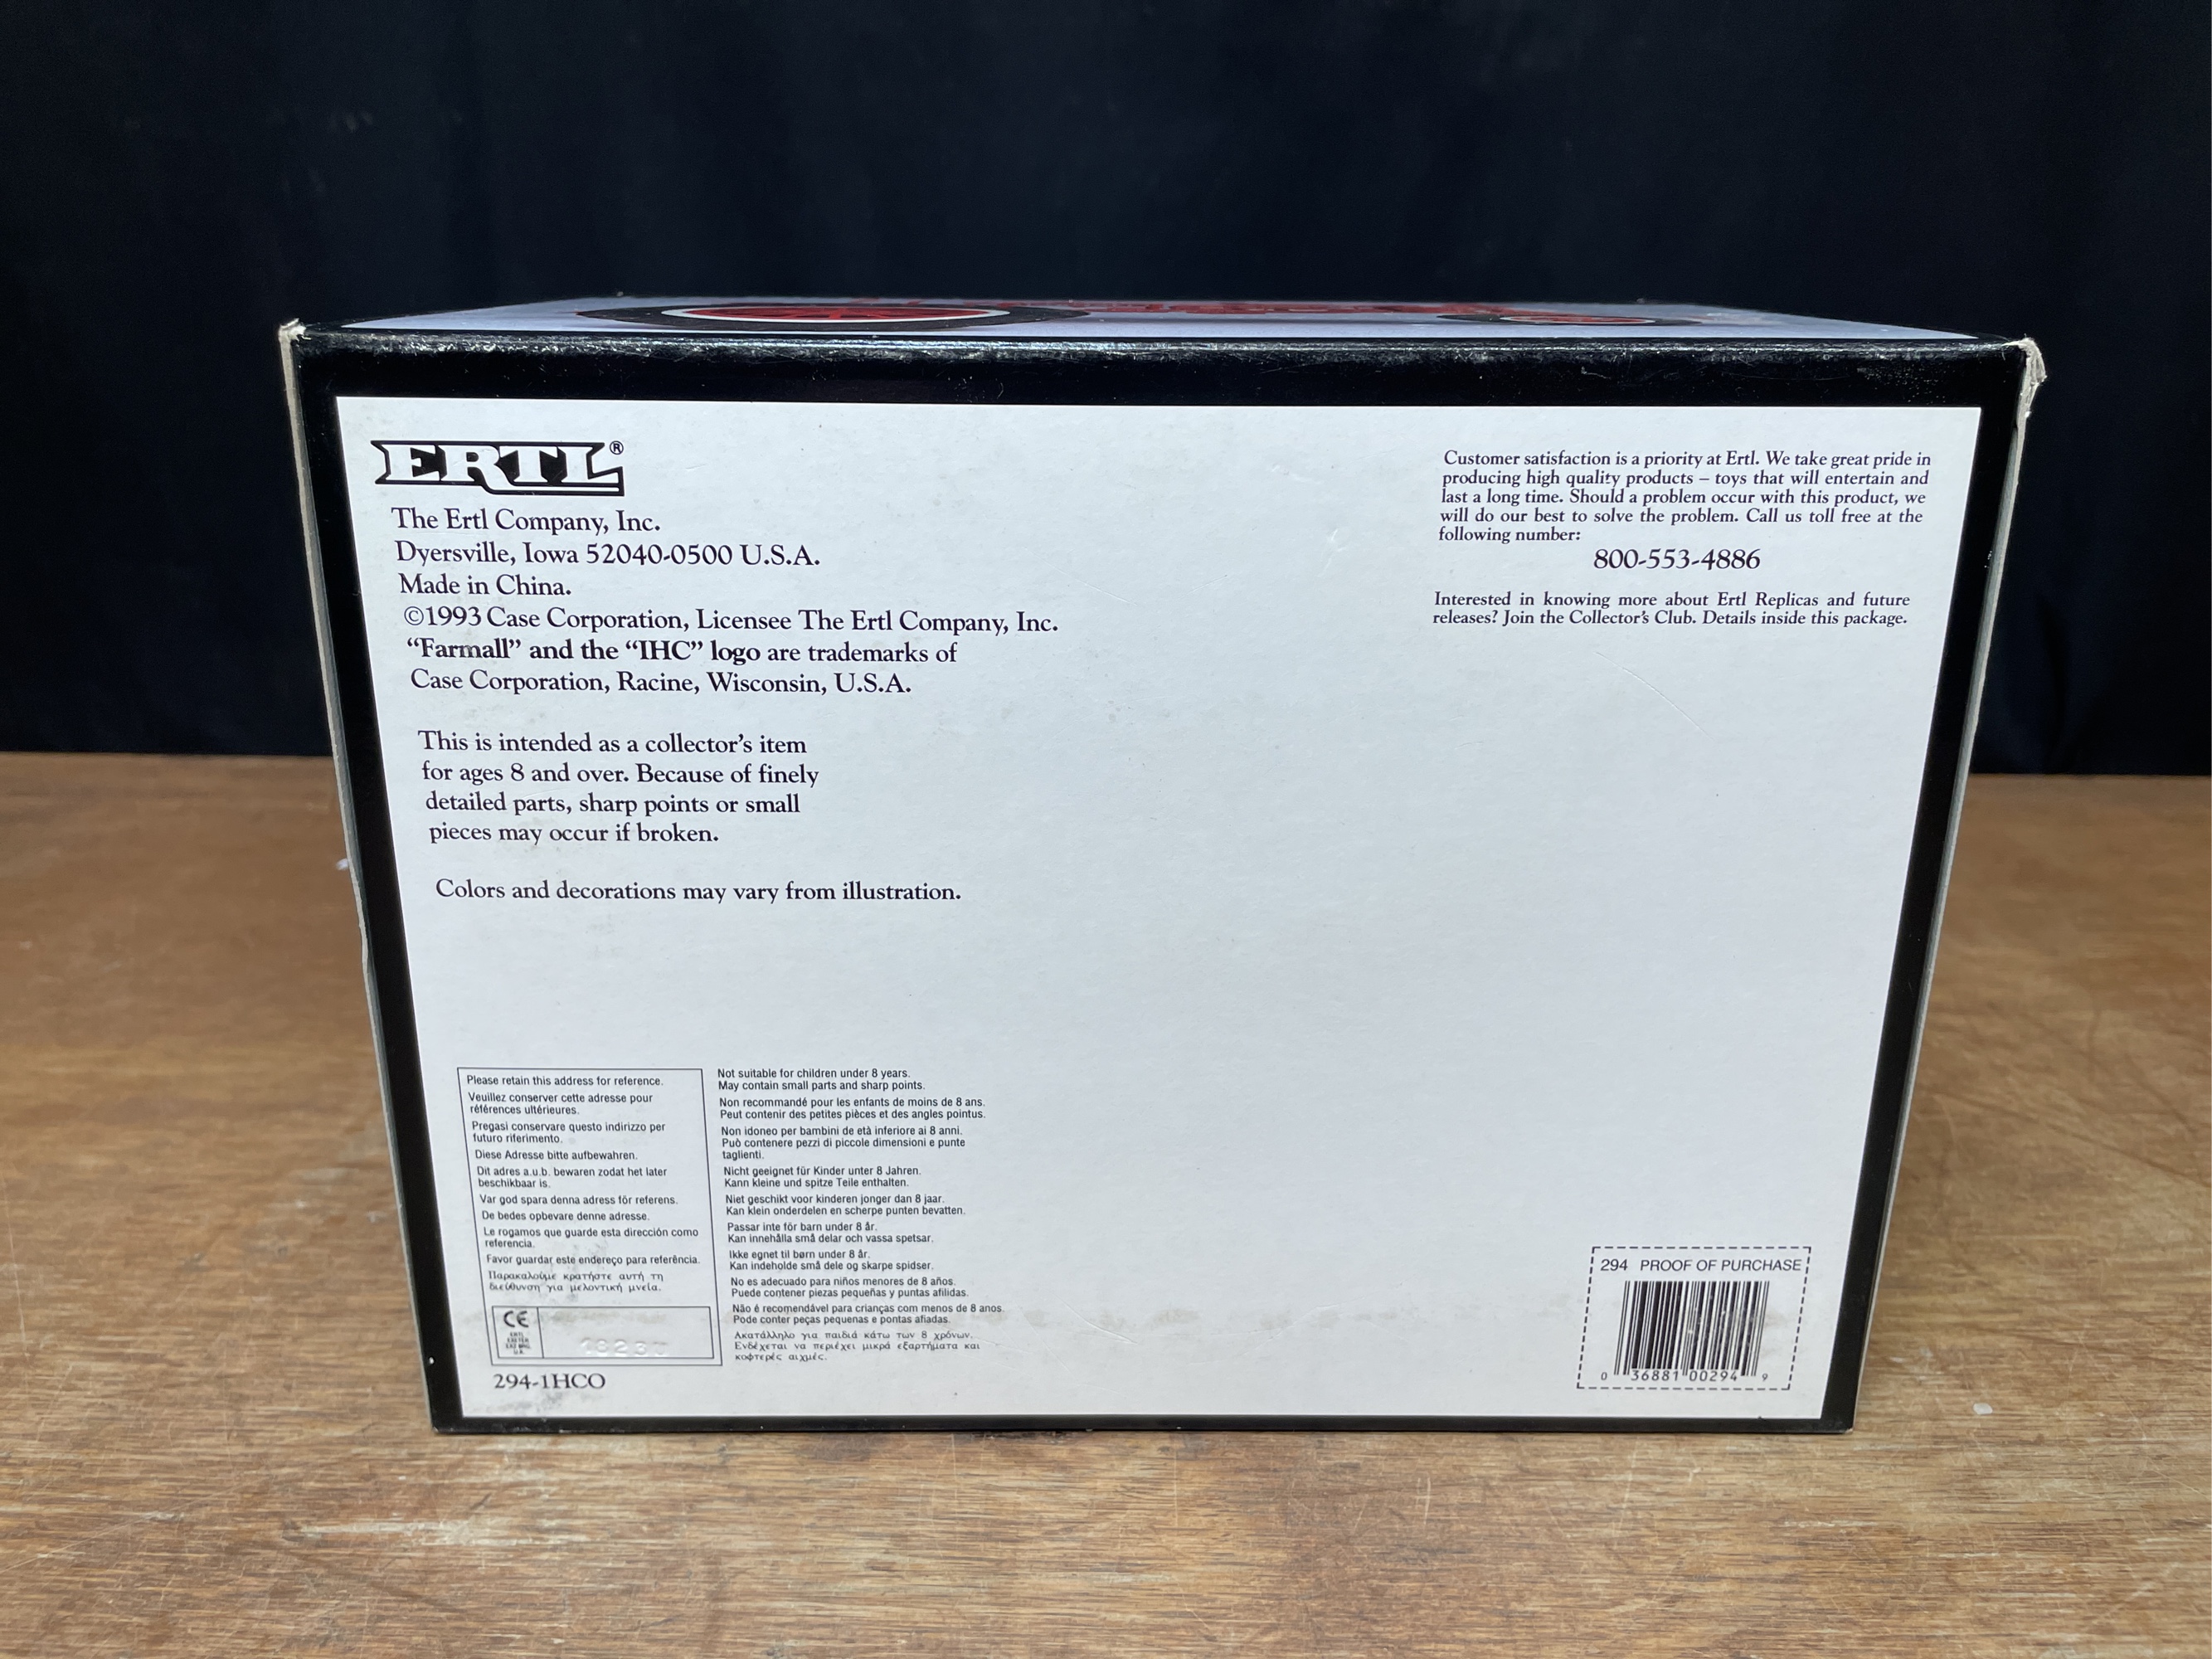 ERTL®
The Ertl Company, Inc.
Dyersville, Iowa 52040-0500 U.S.A.
Made in China.
©1993 Case Corporation, Licensee The Ertl Company, Inc.
“Farmall” and the “IHC” logo are trademarks of
Case Corporation, Racine, Wisconsin, U.S.A.
This is intended as a collector’s item
for ages 8 and over. Because of finely
detailed parts, sharp points or small
pieces may occur if broken.
Colors and decorations may vary from illustration.
Customer satisfaction is a priority at Ertl. We take great pride in
producing high quality products – toys that will entertain and
last a long time. Should a problem occur with this product, we
will do our best to solve the problem. Call us toll free at the
following number:
800-553-4886
Interested in knowing more about Ertl Replicas and future
releases? Join the Collector’s Club. Details inside this package.
Please retain this address for reference.
Veuillez conserver cette adresse pour
références ultérieures.
Pregasi conservare questo indirizzo per
futuro riferimento.
Diese Adresse bitte aufbewahren.
Dit adres a.u.b. bewaren zodat het later
beschikbaar is.
Var god spara denna adress för referens.
De bedes opbevare denne adresse.
Le rogamos que guarde esta dirección como
referencia.
Favor guardar este endereço para referência.
Παρακαλούμε κρατήστε αυτή τη
διεύθυνση για μελοντική μνεία.
CE
294-1HCO
Not suitable for children under 8 years.
May contain small parts and sharp points.
Non recommandé pour les enfants de moins de 8 ans.
Peut contenir des petites pièces et des angles pointus.
Non idoneo per bambini de età inferiore ai 8 anni.
Può contenere pezzi di piccole dimensioni e punte
taglienti.
Nicht geeignet für Kinder unter 8 Jahren.
Kann kleine und spitze Teile enthalten.
Niet geschikt voor kinderen jonger dan 8 jaar.
Kan klein onderdelen en scherpe punten bevatten.
Passar inte för barn under 8 år.
Kan innehålla små delar och vassa spetsar.
Ikke egnet til børn under 8 år.
Kan indeholde små dele og skarpe spidser.
No es adecuado para niños menores de 8 años.
Puede contener piezas pequeñas y puntas afilidas.
Não é recomendável para crianças com menos de 8 anos.
Pode conter peças pequenas e pontas afiadas.
Ακατάλληλο για παιδιά κάτω των 8 χρόνων.
Ενδέχεται να περιέχει μικρά εξαρτήματα και
κοφτερές αιχμές.
294 PROOF OF PURCHASE
0 36881 00294 9